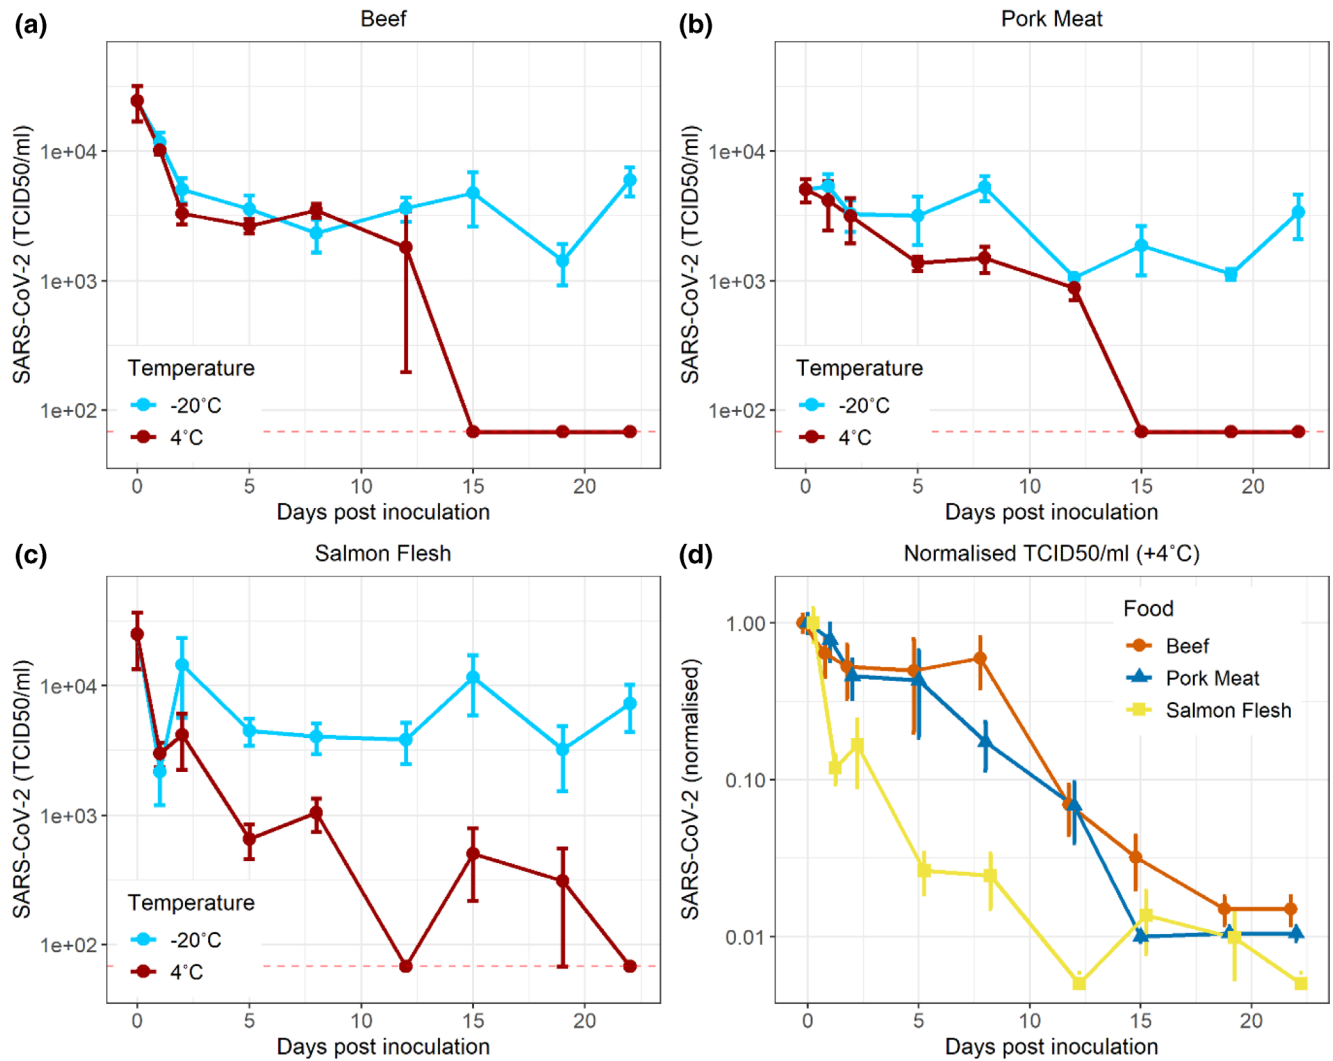 (a)
Beef
SARS-CoV-2 (TCID50/ml)
1e+04
1e+03
1e+02
Temperature
-20°C
4°C
0 5 10 15 20
Days post inoculation
(b)
Pork Meat
SARS-CoV-2 (TCID50/ml)
1e+04
1e+03
1e+02
Temperature
-20°C
4°C
0 5 10 15 20
Days post inoculation
(c)
Salmon Flesh
SARS-CoV-2 (TCID50/ml)
1e+04
1e+03
1e+02
Temperature
-20°C
4°C
0 5 10 15 20
Days post inoculation
(d)
Normalised TCID50/ml (+4°C)
SARS-CoV-2 (normalised)
1.00
0.10
0.01
Food
Beef
Pork Meat
Salmon Flesh
0 5 10 15 20
Days post inoculation